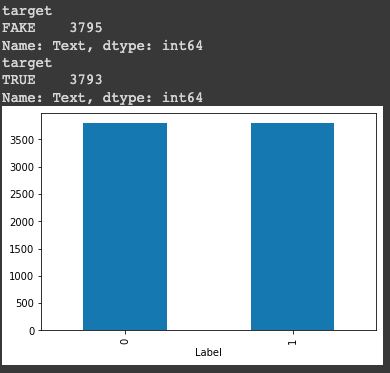 target
FAKE    3795
Name: Text, dtype: int64
target
TRUE    3793
Name: Text, dtype: int64
3500
3000
2500
2000
1500
1000
500
0
0
1
Label